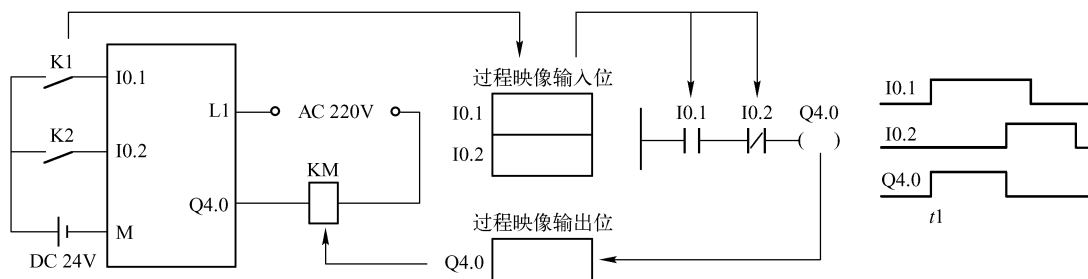 K1
I0.1
L1
AC 220V
K2
I0.2
KM
Q4.0
M
DC 24V
过程映像输入位
I0.1
I0.2
过程映像输出位
Q4.0
I0.1
I0.2
Q4.0
I0.1
I0.2
Q4.0
t1